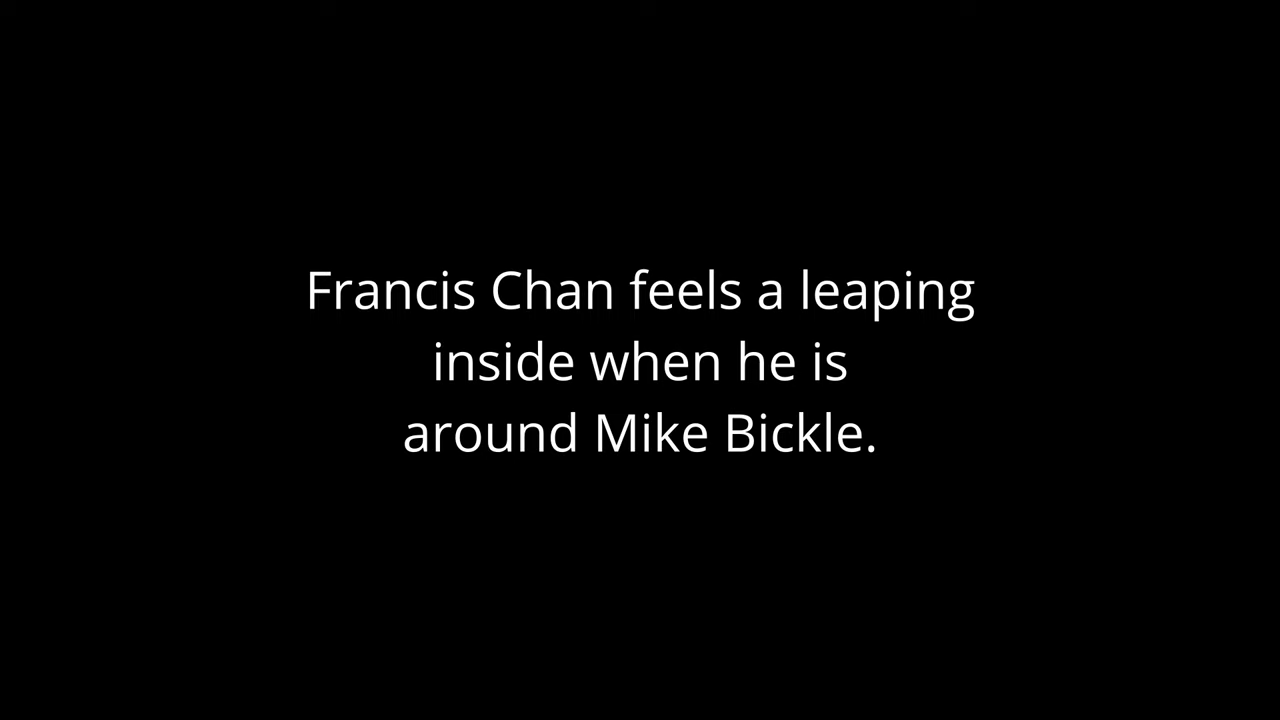 Francis Chan feels a leaping
inside when he is
around Mike Bickle.